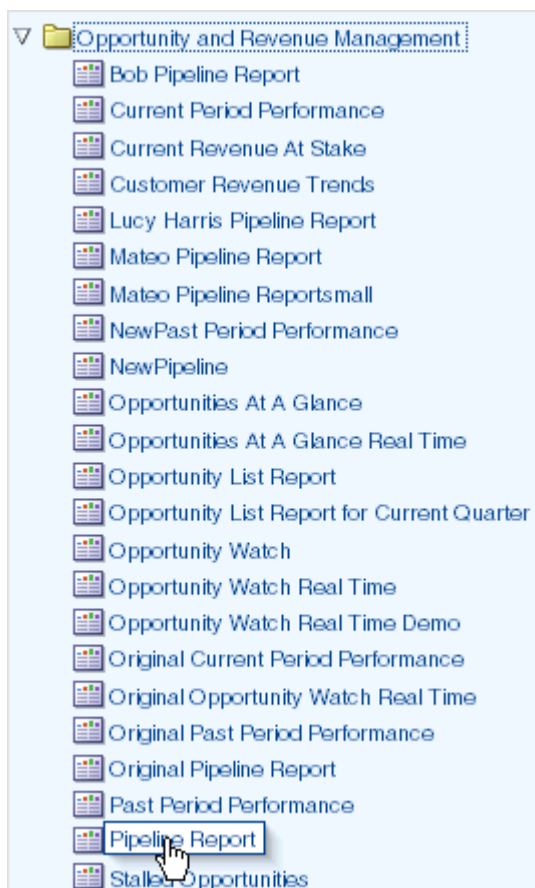 Opportunity and Revenue Management
Bob Pipeline Report
Current Period Performance
Current Revenue At Stake
Customer Revenue Trends
Lucy Harris Pipeline Report
Mateo Pipeline Report
Mateo Pipeline Reportsmall
NewPast Period Performance
NewPipeline
Opportunities At A Glance
Opportunities At A Glance Real Time
Opportunity List Report
Opportunity List Report for Current Quarter
Opportunity Watch
Opportunity Watch Real Time
Opportunity Watch Real Time Demo
Original Current Period Performance
Original Opportunity Watch Real Time
Original Past Period Performance
Original Pipeline Report
Past Period Performance
Pipeline Report
Stalled Opportunities